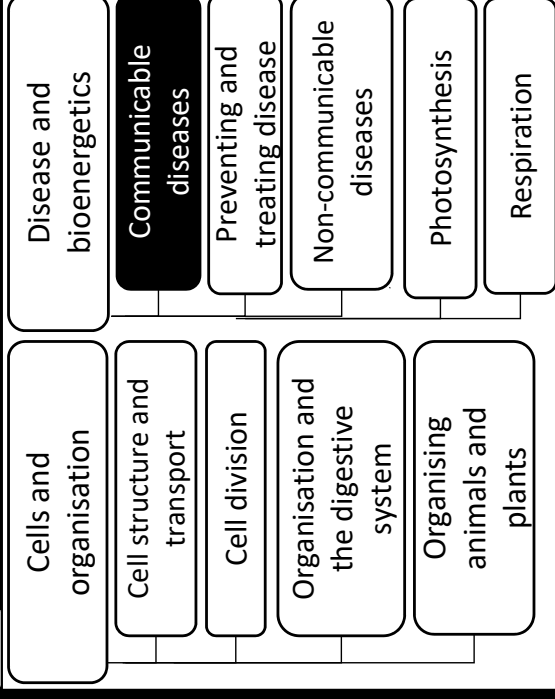 Cells and
organisation
Cell structure and
transport
Cell division
Organisation and
the digestive
system
Organising
animals and
plants
Disease and
bioenergetics
Communicable
diseases
Preventing and
treating disease
Non-communicable
diseases
Photosynthesis
Respiration